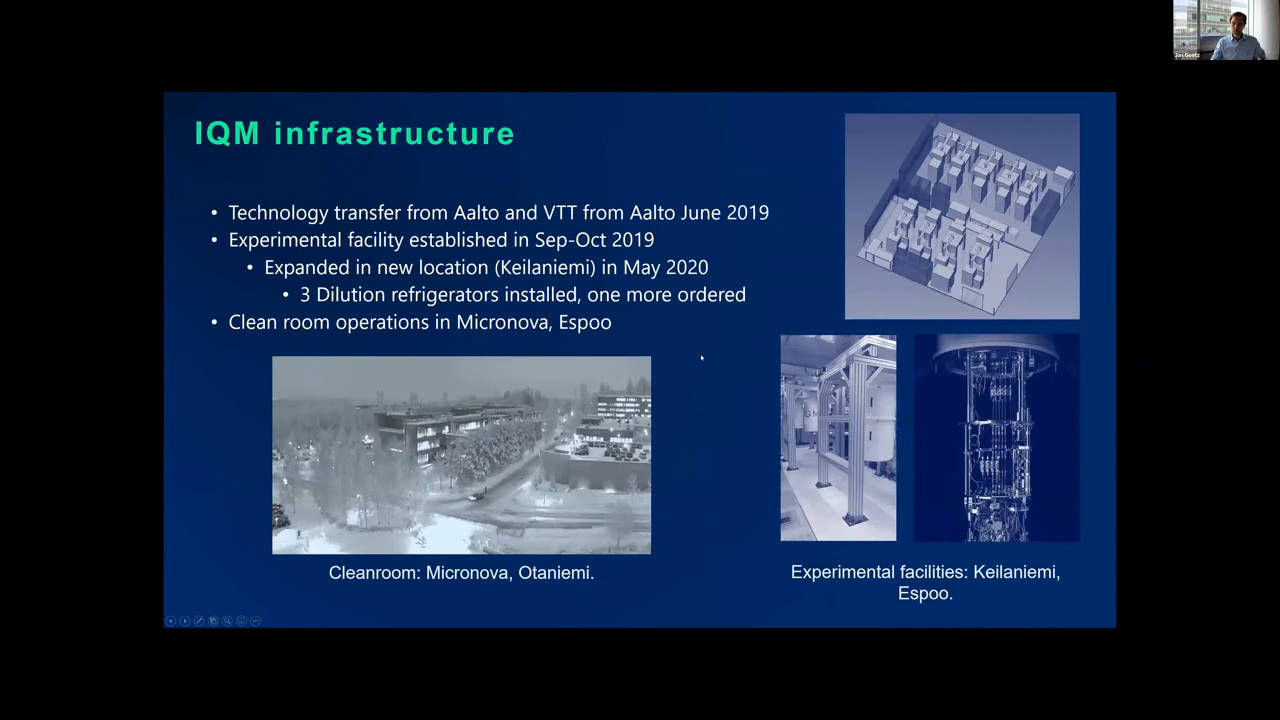 Jan Goetz
IQM infrastructure
• Technology transfer from Aalto and VTT from Aalto June 2019
• Experimental facility established in Sep-Oct 2019
• Expanded in new location (Keilaniemi) in May 2020
• 3 Dilution refrigerators installed, one more ordered
• Clean room operations in Micronova, Espoo
Cleanroom: Micronova, Otaniemi.
Experimental facilities: Keilaniemi,
Espoo.